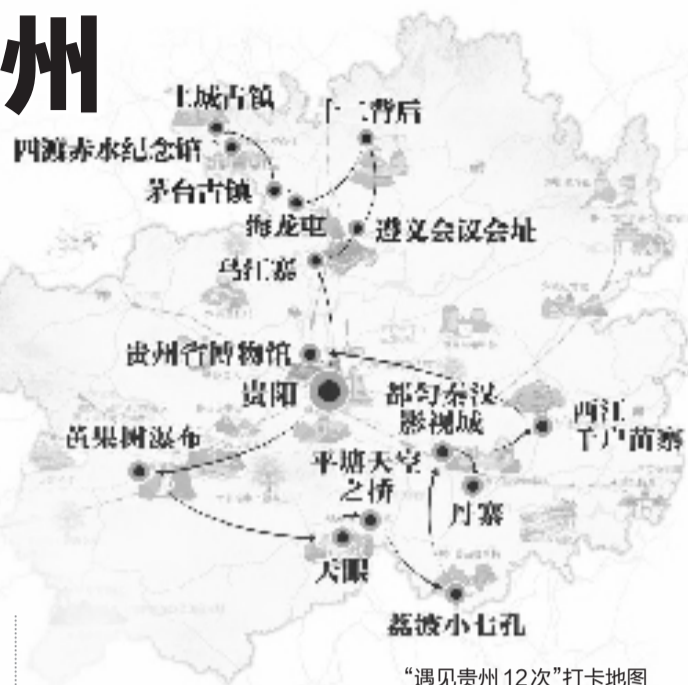 州
土城古镇
十二背后
四渡赤水纪念馆
茅台古镇
海龙屯
遵义会议会址
乌江寨
贵州省博物馆
贵阳
都匀秦汉
影视城
西江
千户苗寨
黄果树瀑布
平塘天空
之桥
丹寨
天眼
荔波小七孔
“遇见贵州12次”打卡地图